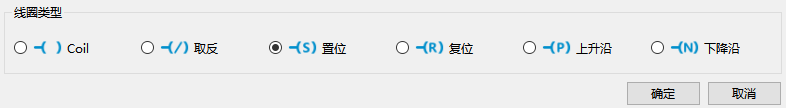 线圈类型
-( ) Coil -(/) 取反 -(S) 置位 -(R) 复位 -(P) 上升沿 -(N) 下降沿
确定 取消